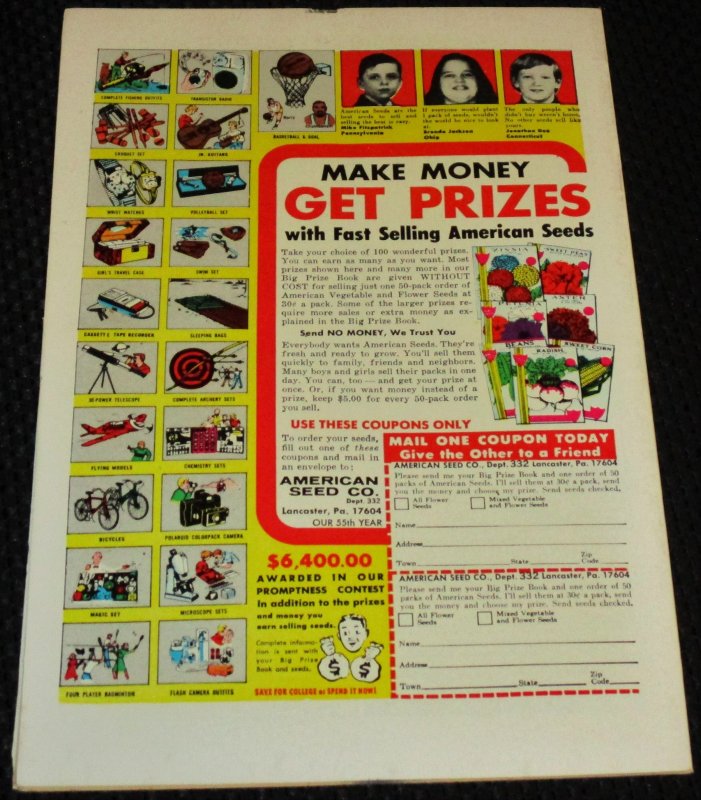 COMPLETE FISHING OUTFITS
TRANSISTOR RADIO
CROQUET SET
IN. GUITARS
WRIST WATCHES
VOLLEYBALL SET
GIRL'S TRAVEL CASE
SWIM SET
CASSETTE TAPE RECORDER
SLEEPING BAGS
30-POWER TELESCOPE
COMPLETE ARCHERY SETS
FLYING MODELS
CHEMISTRY SETS
BICYCLES
POLAROID COLORPACK CAMERA
MAGIC SET
MICROSCOPE SETS
FOUR PLAYER BADMINTON
FLASH CAMERA OUTFITS
BASKETBALL & GOAL
American Seeds are the
best seeds to sell and
selling the best is easy.
Mike Fitzpatrick
Pennsylvania
If everyone would plant
1 pack of seeds, wouldn't
the world be nice to look
at.
Brenda Jackson
Ohio
The only people who
didn't buy weren't home.
No other seeds sell like
yours.
Jonathan Gee
Connecticut
MAKE MONEY
GET PRIZES
with Fast Selling American Seeds
Take your choice of 100 wonderful prizes.
You can earn as many as you want. Most
prizes shown here and many more in our
Big Prize Book are given WITHOUT
COST for selling just one 50-pack order of
American Vegetable and Flower Seeds at
30¢ a pack. Some of the larger prizes re-
quire more sales or extra money as ex-
plained in the Big Prize Book.
Send NO MONEY, We Trust You
Everybody wants American Seeds. They're
fresh and ready to grow. You'll sell them
quickly to family, friends and neighbors.
Many boys and girls sell their packs in one
day. You can, too — and get your prize at
once. Or, if you want money instead of a
prize, keep $5.00 for every 50-pack order
you sell.
ZINNIA
SWEET PEAS
ASTER
BEANS
RADISH
SWEET CORN
USE THESE COUPONS ONLY
To order your seeds,
fill out one of these
coupons and mail in
an envelope to:
AMERICAN
SEED CO.
Dept. 332
Lancaster, Pa. 17604
OUR 55th YEAR
MAIL ONE COUPON TODAY
Give the Other to a Friend
AMERICAN SEED CO., Dept. 332 Lancaster, Pa. 17604
Please send me your Big Prize Book and one order of 50
packs of American Seeds. I'll sell them at 30¢ a pack, send
you the money and choose my prize. Send seeds checked.
All Flower Seeds
Mixed Vegetable and Flower Seeds
Name
Address
Town State Zip Code
AMERICAN SEED CO., Dept. 332 Lancaster, Pa. 17604
Please send me your Big Prize Book and one order of 50
packs of American Seeds. I'll sell them at 30¢ a pack, send
you the money and choose my prize. Send seeds checked.
All Flower Seeds
Mixed Vegetable and Flower Seeds
Name
Address
Town State Zip Code
$6,400.00
AWARDED IN OUR
PROMPTNESS CONTEST
In addition to the prizes
and money you
earn selling seeds.
Complete informa-
tion is sent with
your Big Prize
Book and seeds.
$ $
SAVE FOR COLLEGE or SPEND IT NOW!